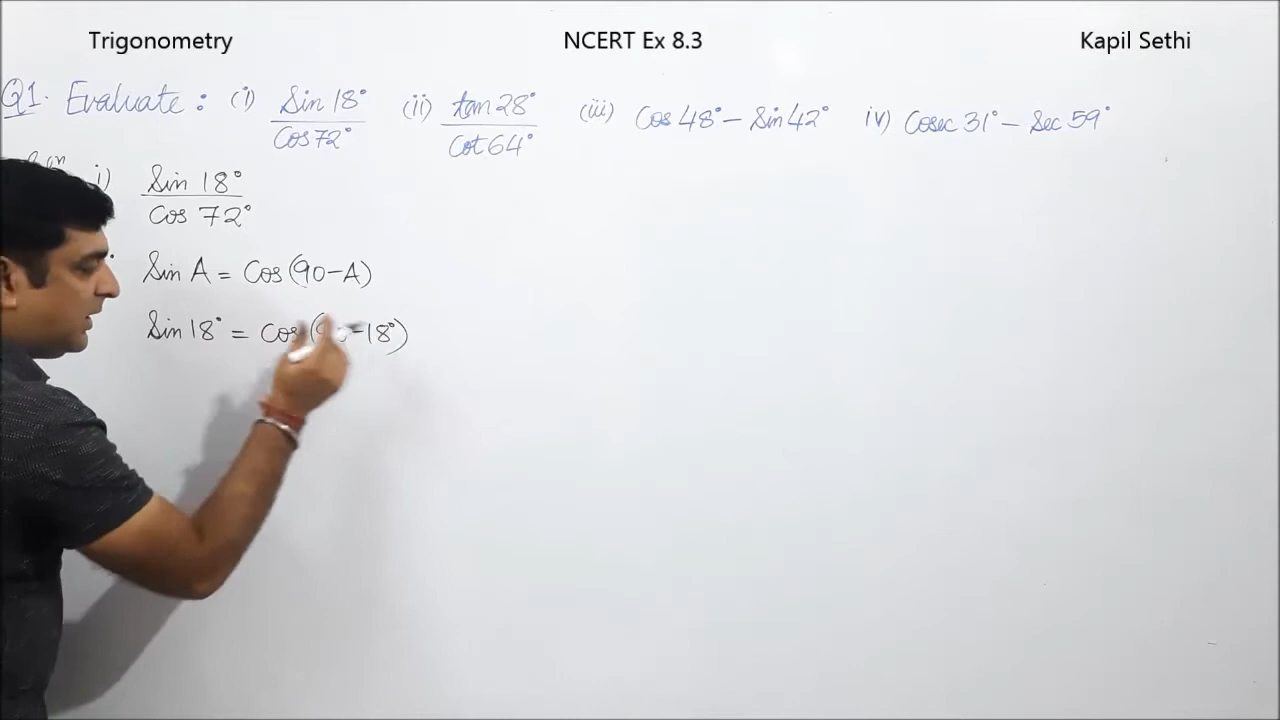 Trigonometry NCERT Ex 8.3 Kapil Sethi
Q1. Evaluate : (i) Sin 18° / Cos 72° (ii) tan 28° / Cot 64° (iii) Cos 48° – Sin 42° iv) Cosec 31° – Sec 59°
i) Sin 18° / Cos 72°
Sin A = Cos (90 – A)
Sin 18° = Cos (90 – 18°)